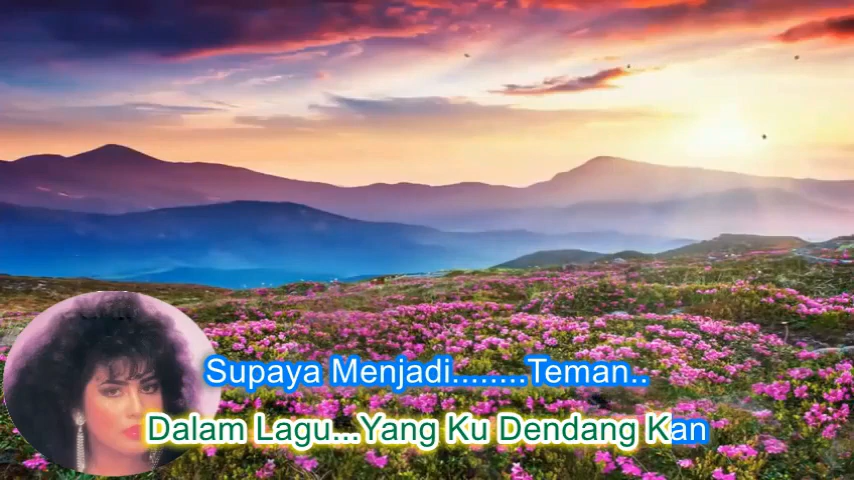 Supaya Menjadi........Teman..
Dalam Lagu...Yang Ku Dendang Kan